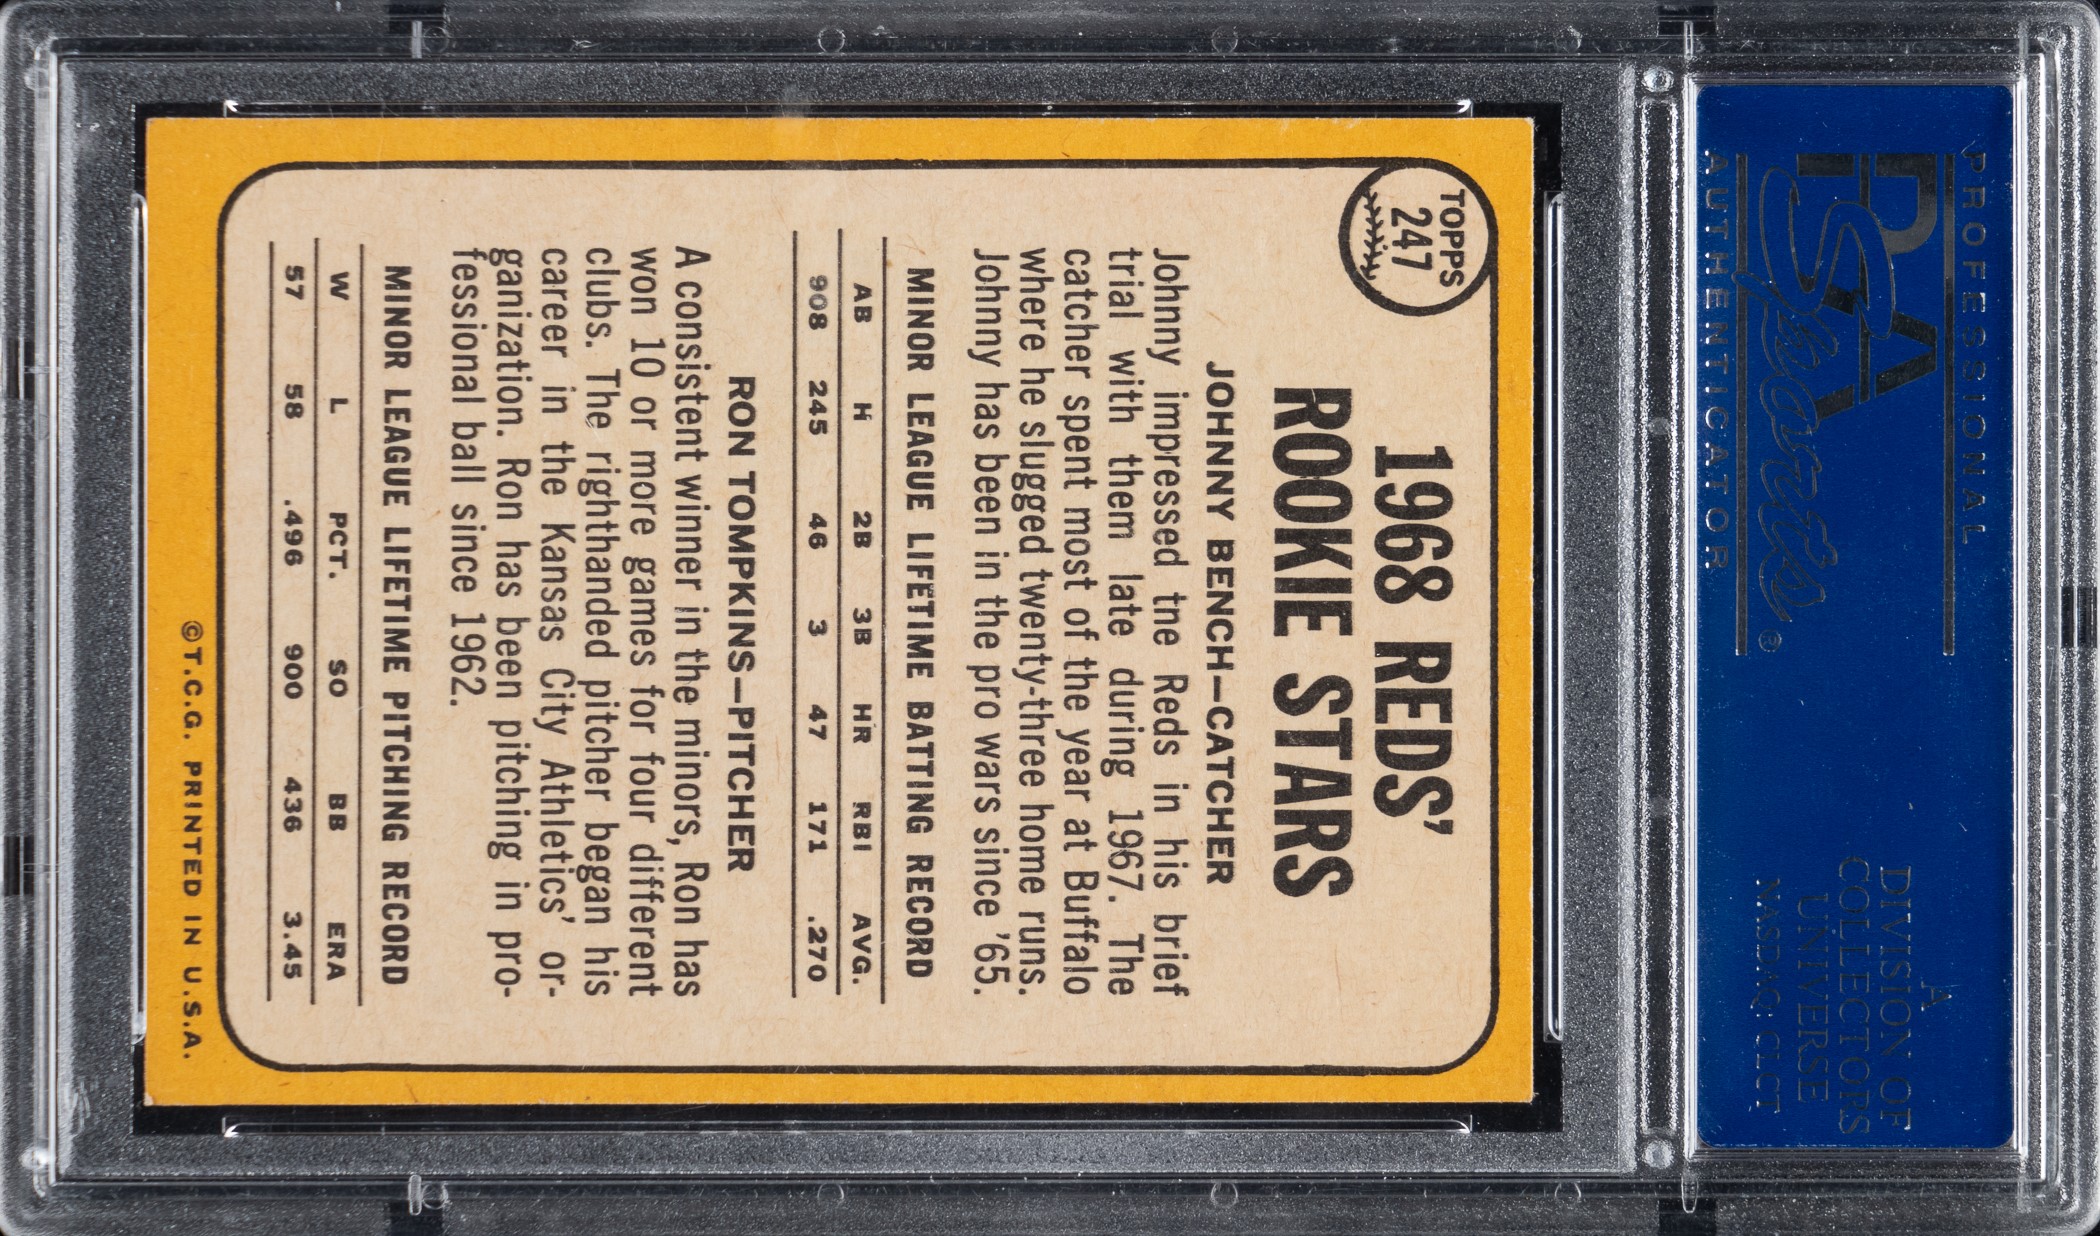 PROFESSIONAL
PSA
Sports®
AUTHENTICATOR
A
DIVISION OF
COLLECTORS
UNIVERSE
NASDAQ: CLCT
TOPPS
247
1968 REDS’
ROOKIE STARS
JOHNNY BENCH—CATCHER
Johnny impressed tne Reds in his brief
trial with them late during 1967. The
catcher spent most of the year at Buffalo
where he slugged twenty-three home runs.
Johnny has been in the pro wars since ’65.
MINOR LEAGUE LIFETIME BATTING RECORD
AB H 2B 3B HR RBI AVG.
908 245 46 3 47 171 .270
RON TOMPKINS—PITCHER
A consistent winner in the minors, Ron has
won 10 or more games for four different
clubs. The righthanded pitcher began his
career in the Kansas City Athletics’ or-
ganization. Ron has been pitching in pro-
fessional ball since 1962.
MINOR LEAGUE LIFETIME PITCHING RECORD
W L PCT. SO BB ERA
57 58 .496 900 436 3.45
©T.C.G. PRINTED IN U.S.A.